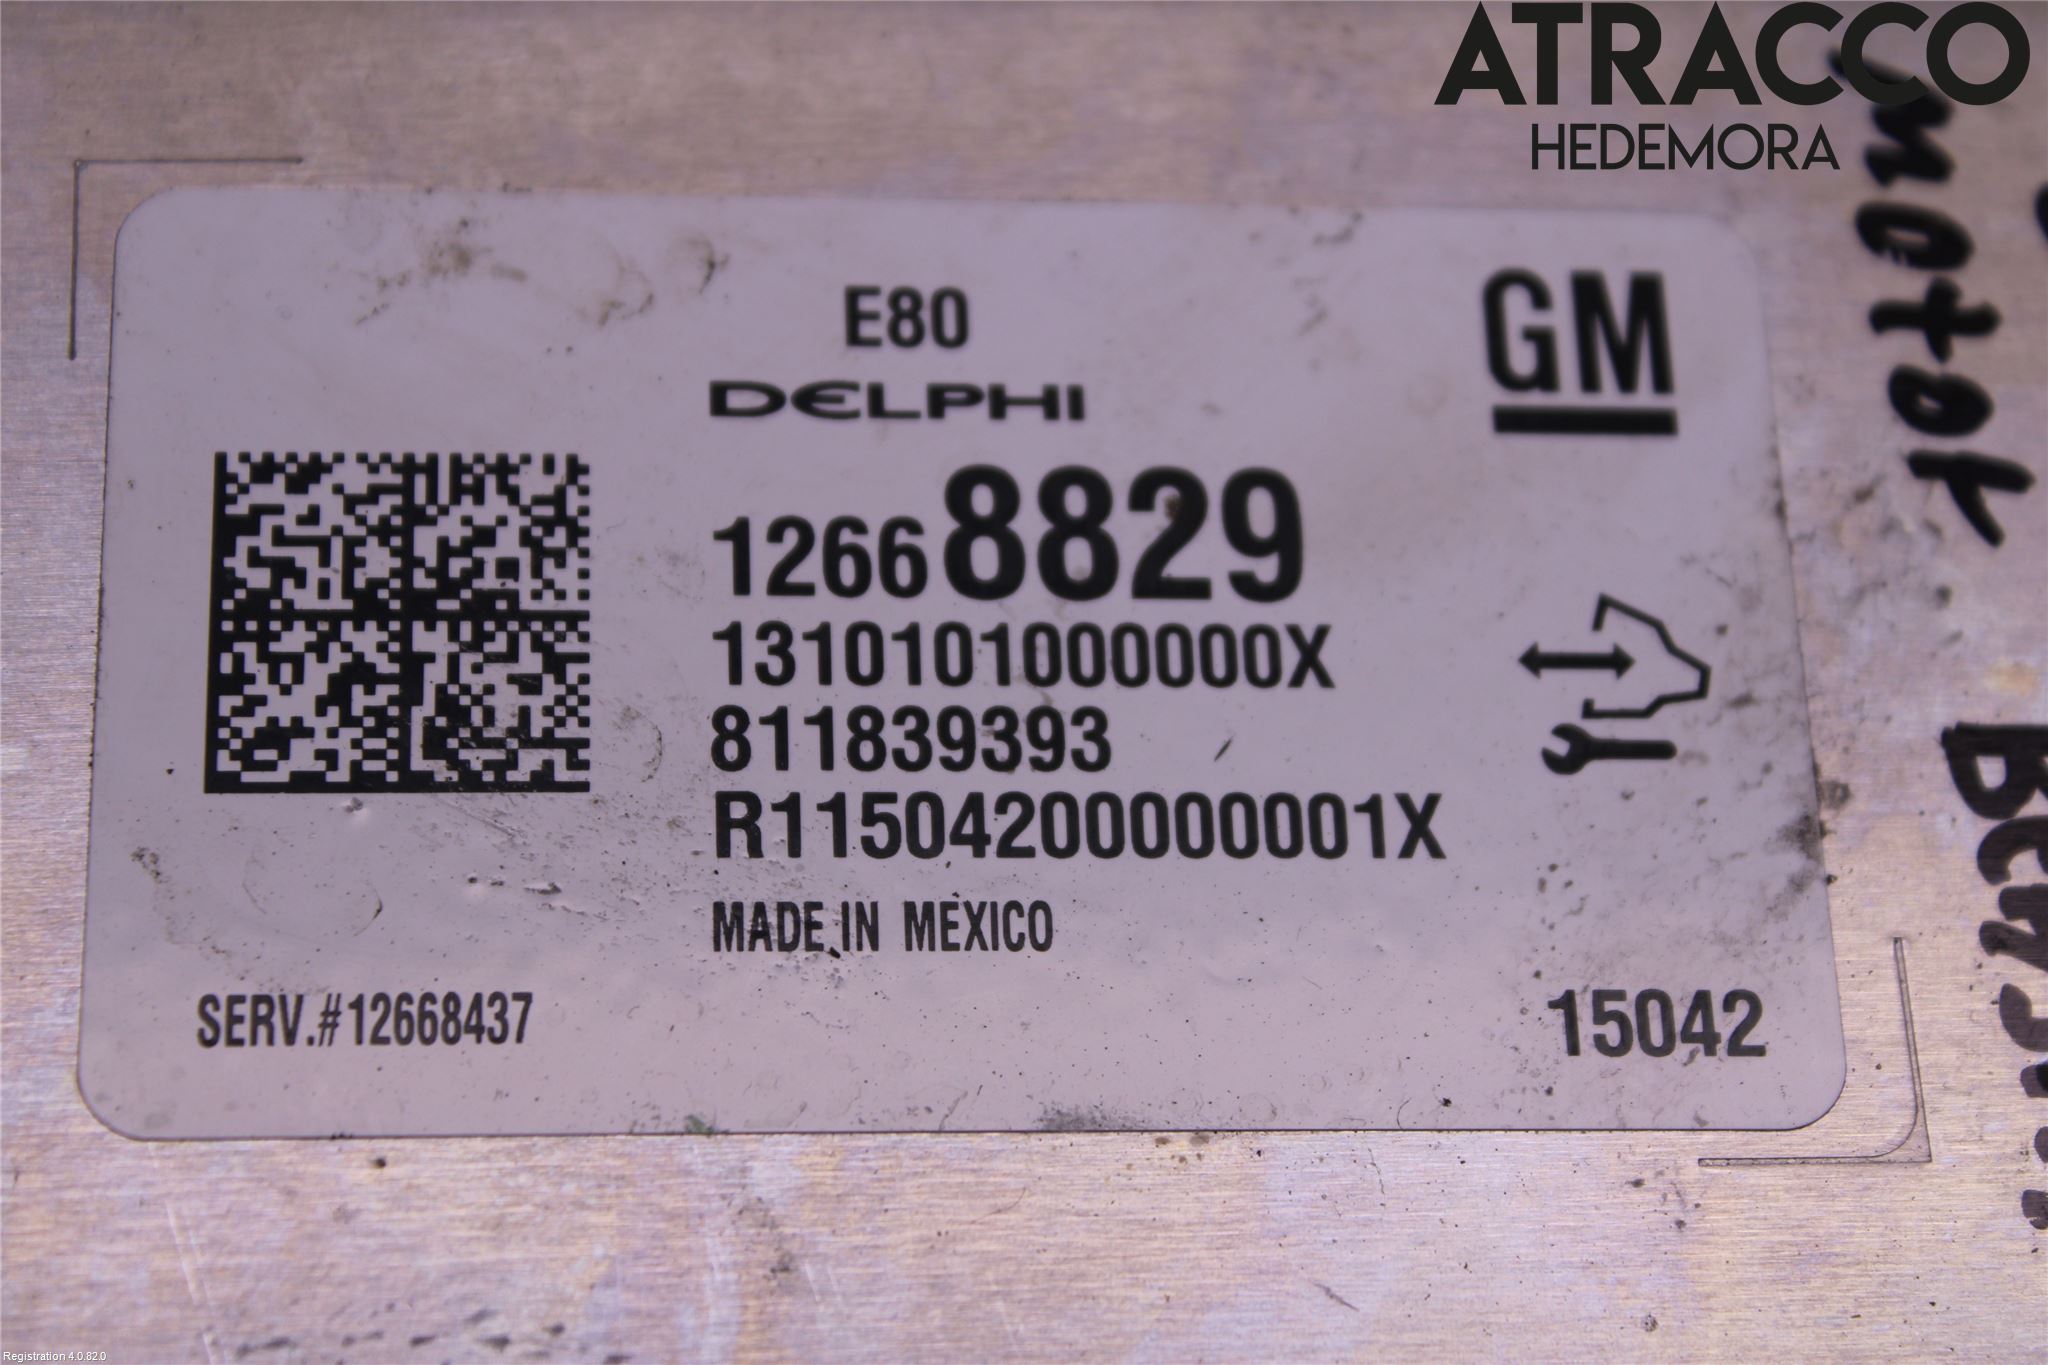 ATRACCO
HEDEMORA
E80
DELPHI
GM
12668829
1310101000000X
811839393
R115042000000001X
MADE IN MEXICO
SERV.#12668437
15042
motor
Registration 4.0.82.0